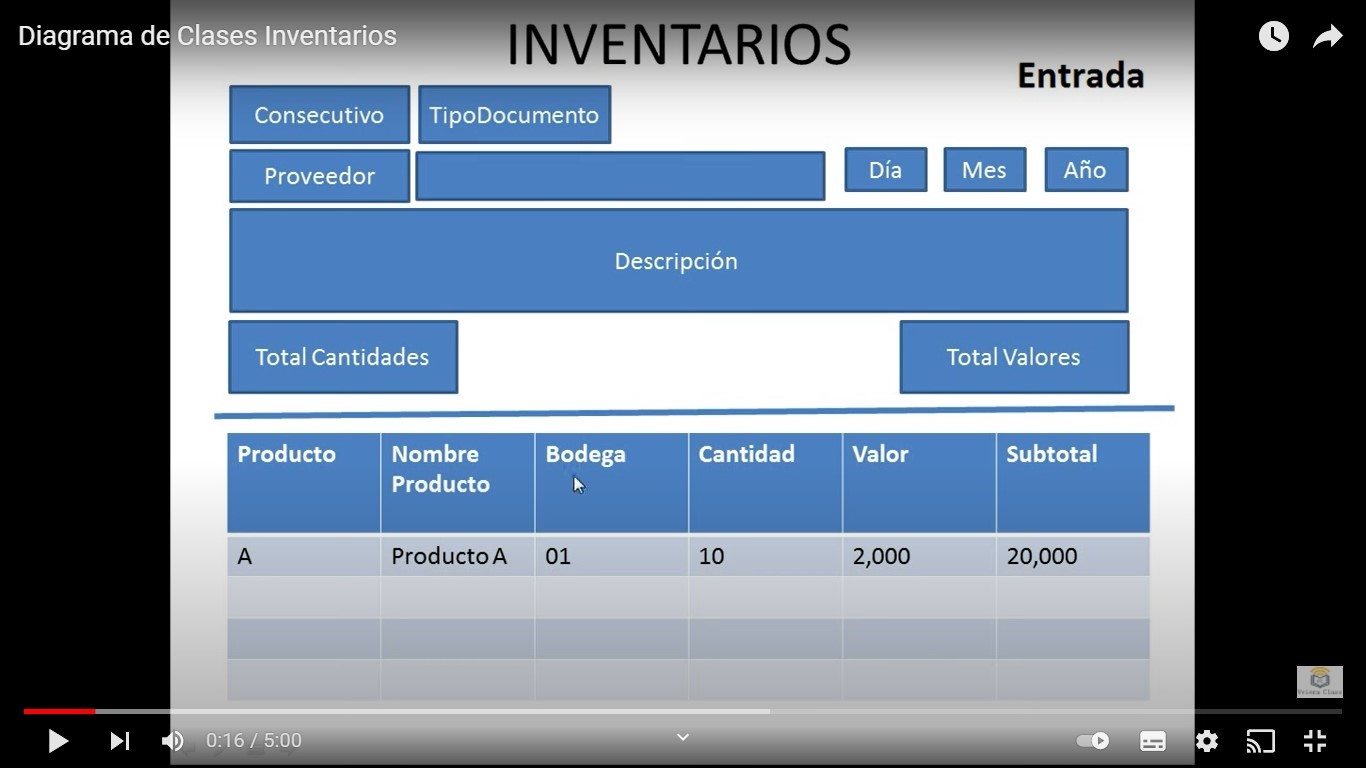 Diagrama de Clases Inventarios
INVENTARIOS
Entrada
Consecutivo TipoDocumento
Proveedor Día Mes Año
Descripción
Total Cantidades Total Valores
Producto Nombre Producto Bodega Cantidad Valor Subtotal
A Producto A 01 10 2,000 20,000
0:16 / 5:00